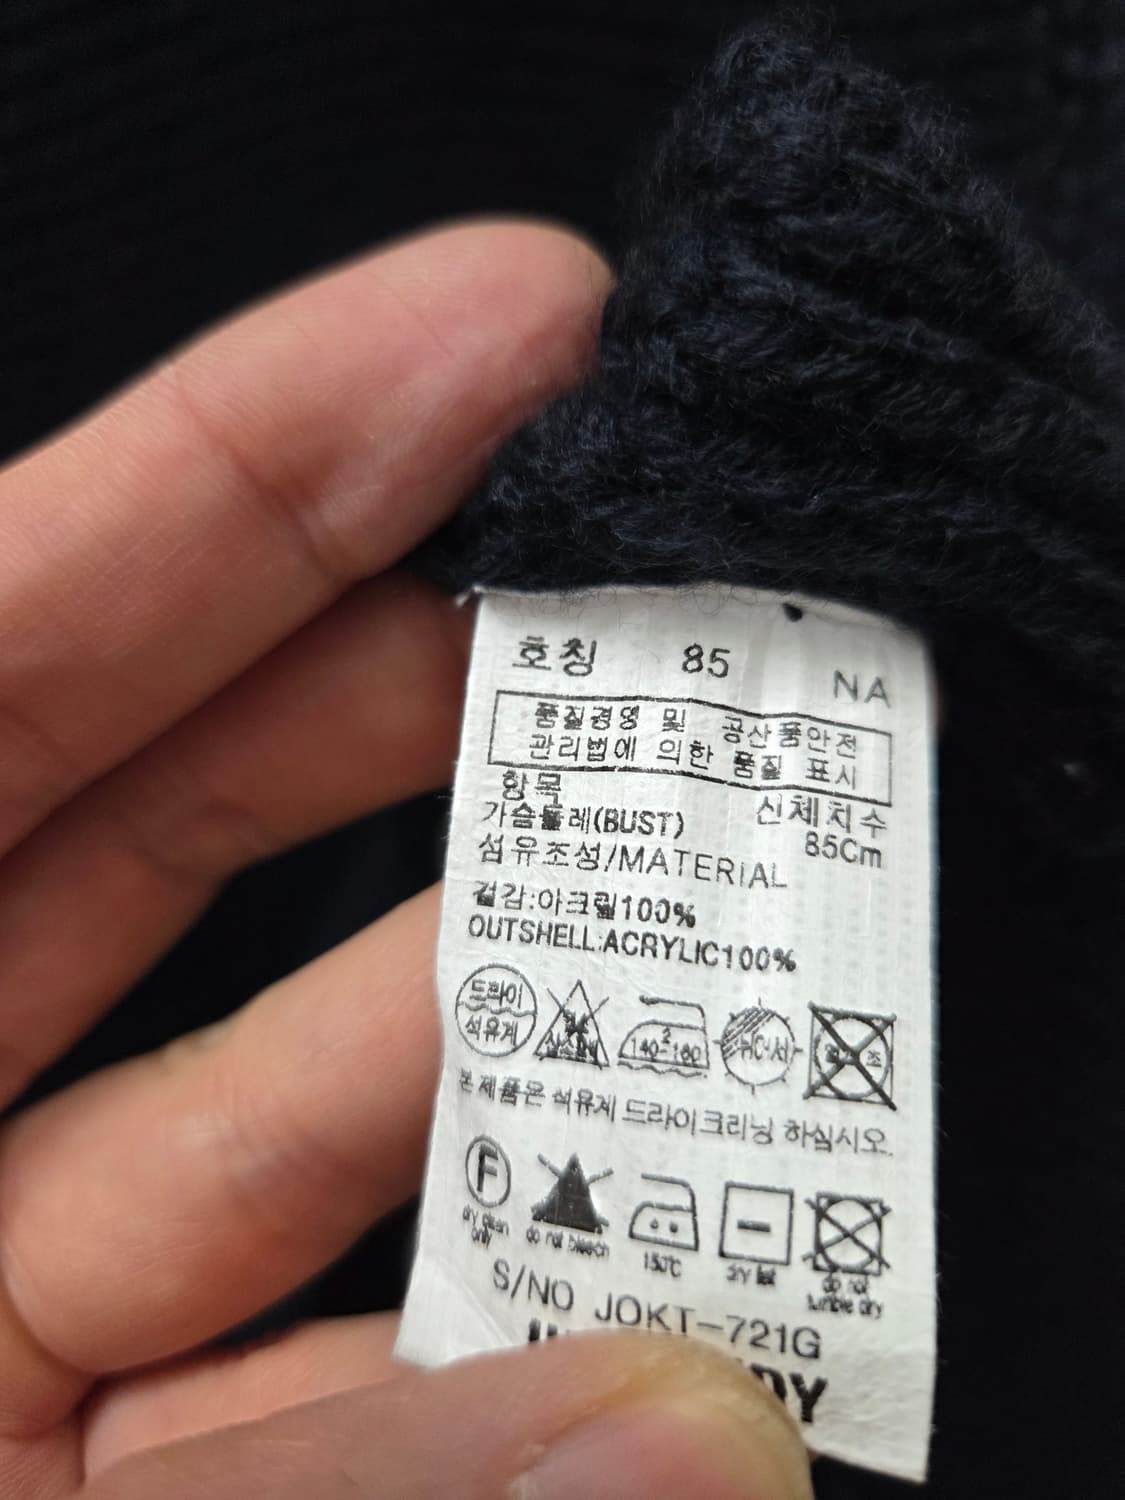 호칭 85 NA
품질경영 및 공산품안전
관리법에 의한 품질 표시
항목 신체치수
가슴둘레(BUST) 85Cm
섬유조성/MATERIAL
겉감:아크릴100%
OUTSHELL:ACRYLIC100%
드라이
석유계
2
140-160
본 제품은 석유계 드라이크리닝 하십시오.
F
dry clean
only
do not bleach
150℃
dry flat
do not
tumble dry
S/NO JOKT-721G